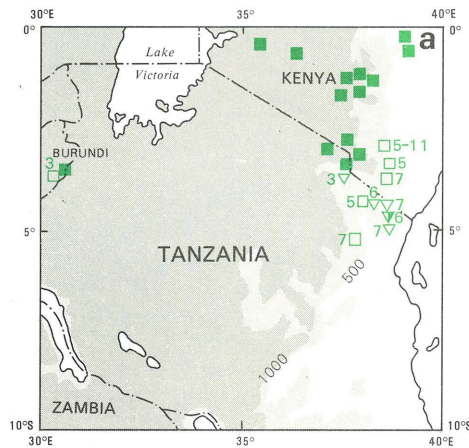 30°E
35°
40°E
0°
0°
a
Lake
Victoria
KENYA
BURUNDI
3
5-11
5
7
3
6
5
7
6
7
7
5°
5°
TANZANIA
500
1000
ZAMBIA
10°S
10°S
30°E
35°
40°E